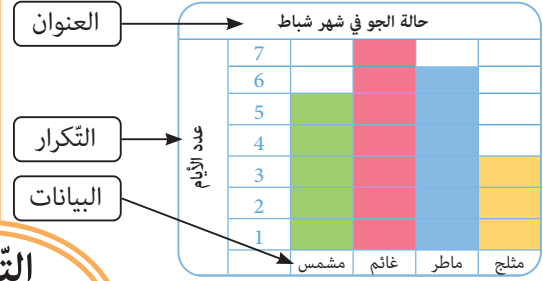 العنوان
حالة الجو في شهر شباط
7
6
5
4
3
2
1
عدد الأيام
التّكرار
البيانات
مشمس
غائم
ماطر
مثلج